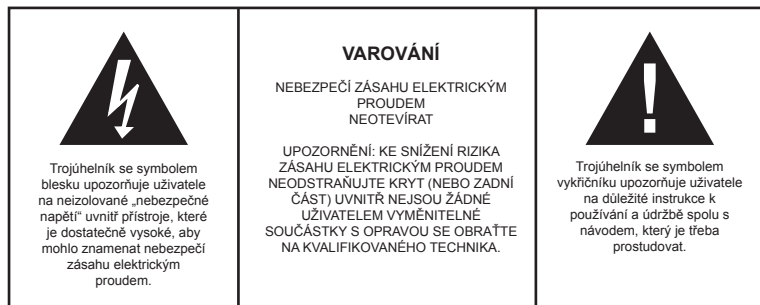 Trojúhelník se symbolem
blesku upozorňuje uživatele
na neizolované „nebezpečné
napětí“ uvnitř přístroje, které
je dostatečně vysoké, aby
mohlo znamenat nebezpečí
zásahu elektrickým
proudem.
VAROVÁNÍ
NEBEZPEČÍ ZÁSAHU ELEKTRICKÝM
PROUDEM
NEOTEVÍRAT
UPOZORNĚNÍ: KE SNÍŽENÍ RIZIKA
ZÁSAHU ELEKTRICKÝM PROUDEM
NEODSTRAŇUJTE KRYT (NEBO ZADNÍ
ČÁST) UVNITŘ NEJSOU ŽÁDNÉ
UŽIVATELEM VYMĚNITELNÉ
SOUČÁSTKY S OPRAVOU SE OBRAŤTE
NA KVALIFIKOVANÉHO TECHNIKA.
Trojúhelník se symbolem
vykřičníku upozorňuje uživatele
na důležité instrukce k
používání a údržbě spolu s
návodem, který je třeba
prostudovat.